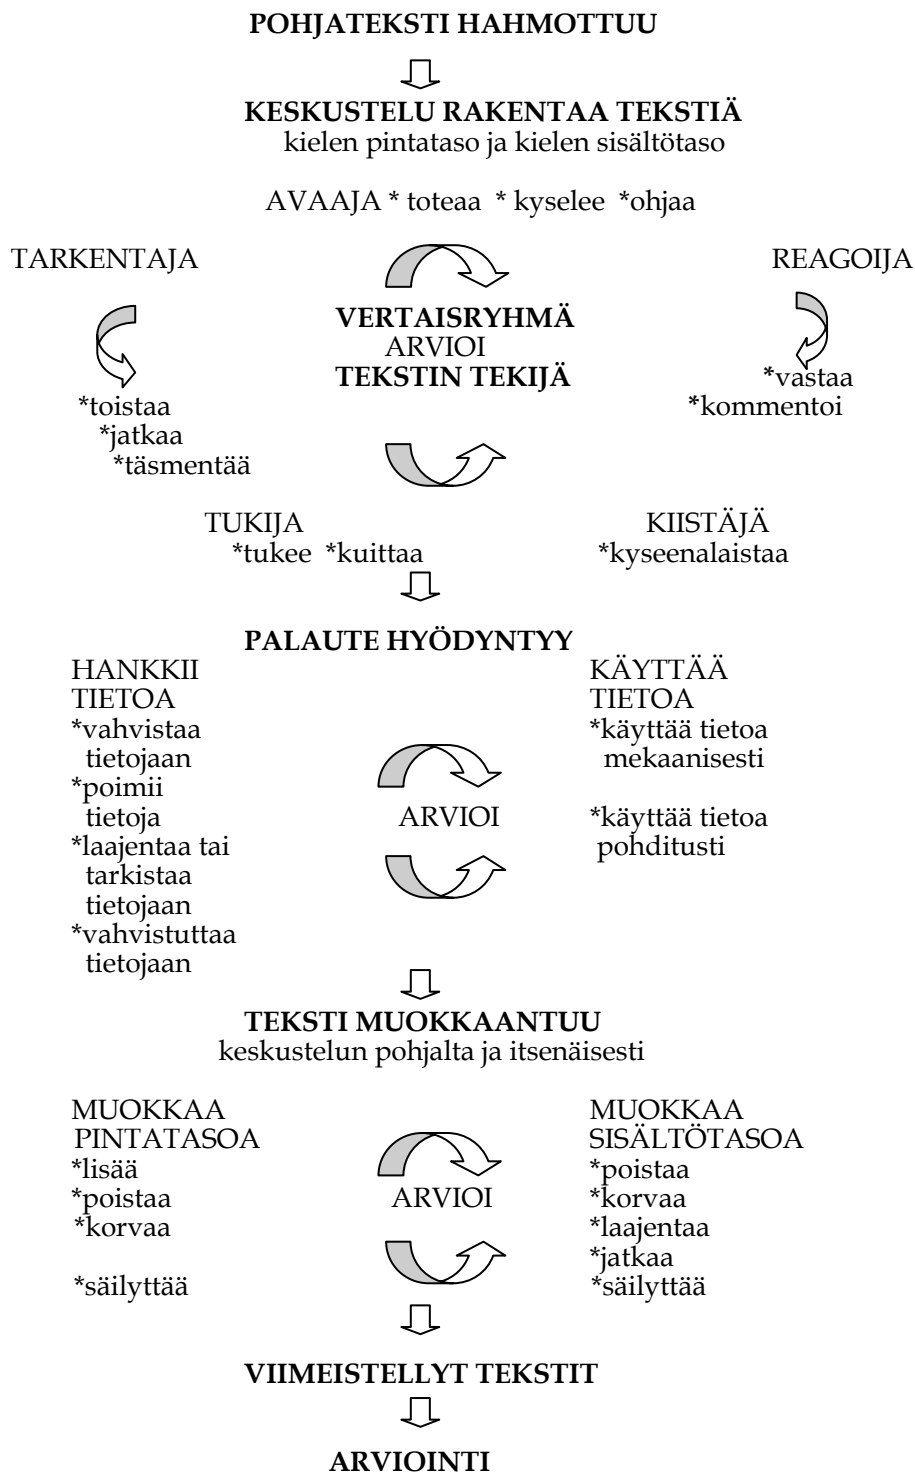 POHJATEKSTI HAHMOTTUU
KESKUSTELU RAKENTAA TEKSTIÄ
kielen pintataso ja kielen sisältötaso
AVAAJA * toteaa * kyselee *ohjaa
TARKENTAJA
REAGOIJA
VERTAISRYHMÄ
ARVIOI
TEKSTIN TEKIJÄ
*toistaa
*jatkaa
*täsmentää
*vastaa
*kommentoi
TUKIJA
*tukee *kuittaa
KIISTÄJÄ
*kyseenalaistaa
PALAUTE HYÖDYNTYY
HANKKII
TIETOA
*vahvistaa
tietojaan
*poimii
tietoja
*laajentaa tai
tarkistaa
tietojaan
*vahvistuttaa
tietojaan
ARVIOI
KÄYTTÄÄ
TIETOA
*käyttää tietoa
mekaanisesti
*käyttää tietoa
pohditusti
TEKSTI MUOKKAANTUU
keskustelun pohjalta ja itsenäisesti
MUOKKAA
PINTATASOA
*lisää
*poistaa
*korvaa
*säilyttää
ARVIOI
MUOKKAA
SISÄLTÖTASOA
*poistaa
*korvaa
*laajentaa
*jatkaa
*säilyttää
VIIMEISTELLYT TEKSTIT
ARVIOINTI